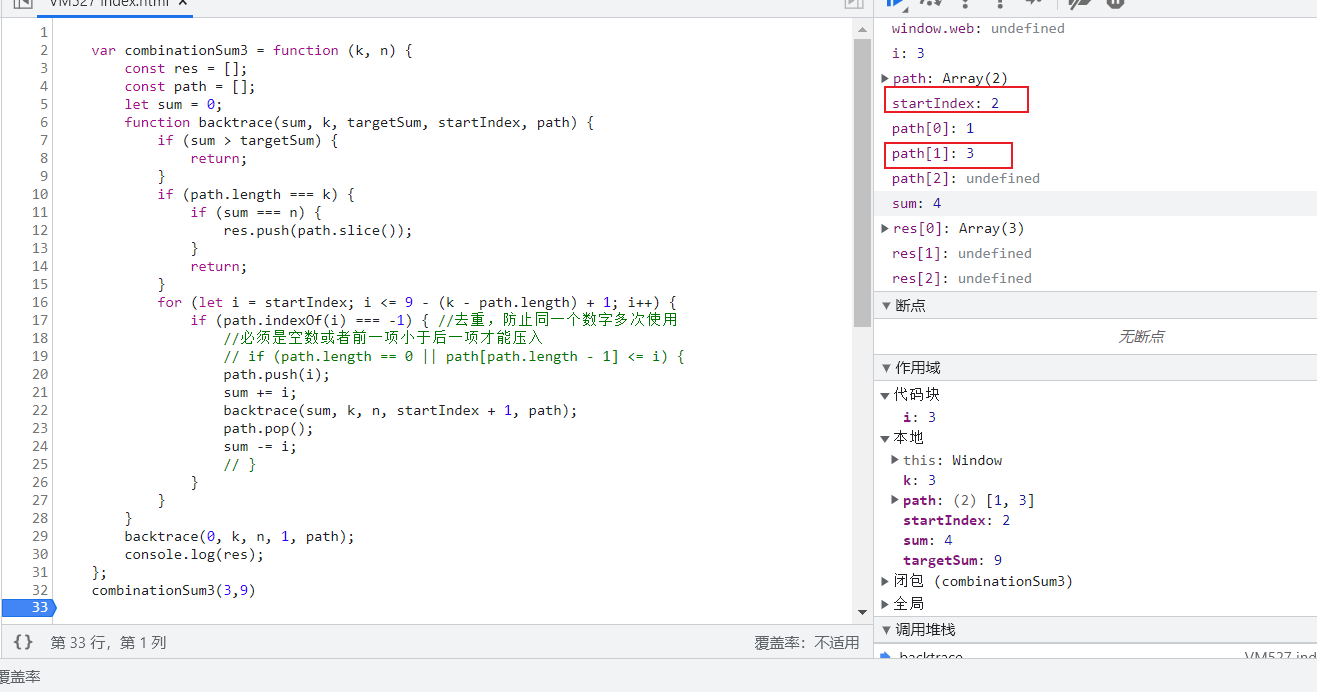 VM527 index.html ×
1
2 var combinationSum3 = function (k, n) {
3 const res = [];
4 const path = [];
5 let sum = 0;
6 function backtrace(sum, k, targetSum, startIndex, path) {
7 if (sum > targetSum) {
8 return;
9 }
10 if (path.length === k) {
11 if (sum === n) {
12 res.push(path.slice());
13 }
14 return;
15 }
16 for (let i = startIndex; i <= 9 - (k - path.length) + 1; i++) {
17 if (path.indexOf(i) === -1) { //去重，防止同一个数字多次使用
18 //必须是空数或者前一项小于后一项才能压入
19 // if (path.length == 0 || path[path.length - 1] <= i) {
20 path.push(i);
21 sum += i;
22 backtrace(sum, k, n, startIndex + 1, path);
23 path.pop();
24 sum -= i;
25 // }
26 }
27 }
28 }
29 backtrace(0, k, n, 1, path);
30 console.log(res);
31 };
32 combinationSum3(3,9)
33
{} 第 33 行，第 1 列
覆盖率：不适用
覆盖率
window.web: undefined
i: 3
path: Array(2)
startIndex: 2
path[0]: 1
path[1]: 3
path[2]: undefined
sum: 4
res[0]: Array(3)
res[1]: undefined
res[2]: undefined
断点
无断点
作用域
代码块
i: 3
本地
this: Window
k: 3
path: (2) [1, 3]
startIndex: 2
sum: 4
targetSum: 9
闭包 (combinationSum3)
全局
调用堆栈
backtrace VM527 ind